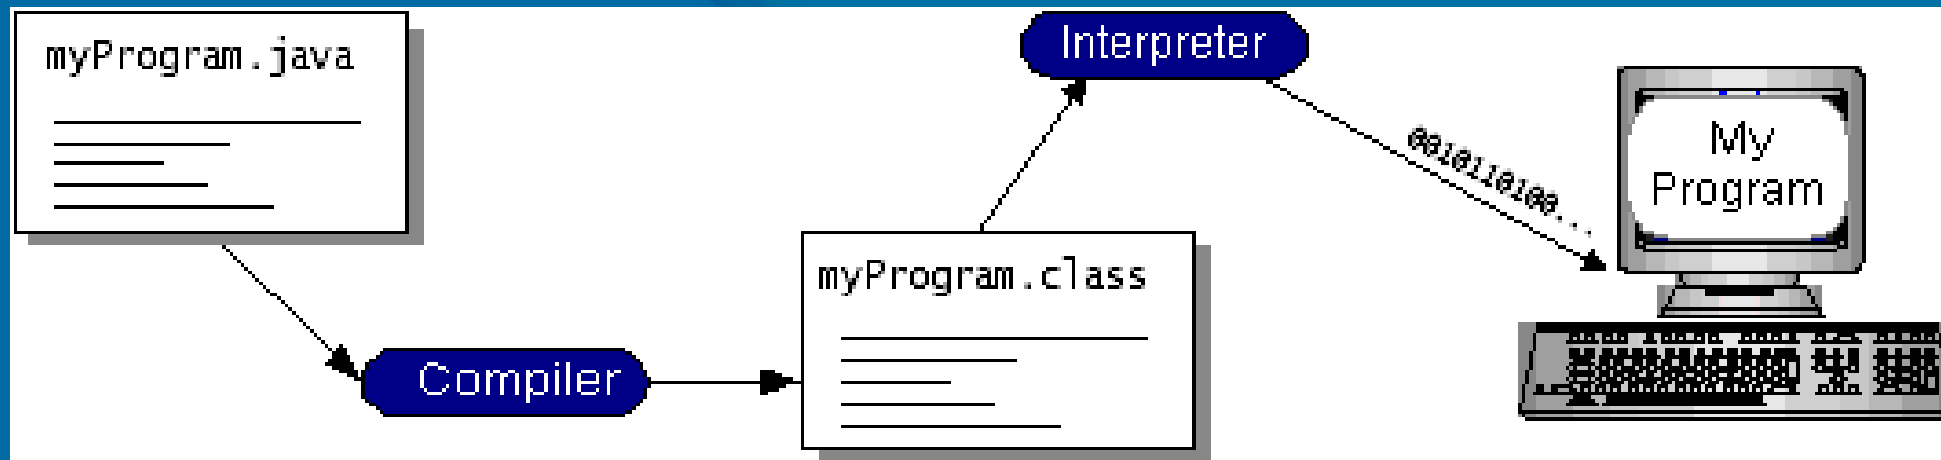 myProgram.java
Compiler
myProgram.class
Interpreter
0010110100...
My
Program